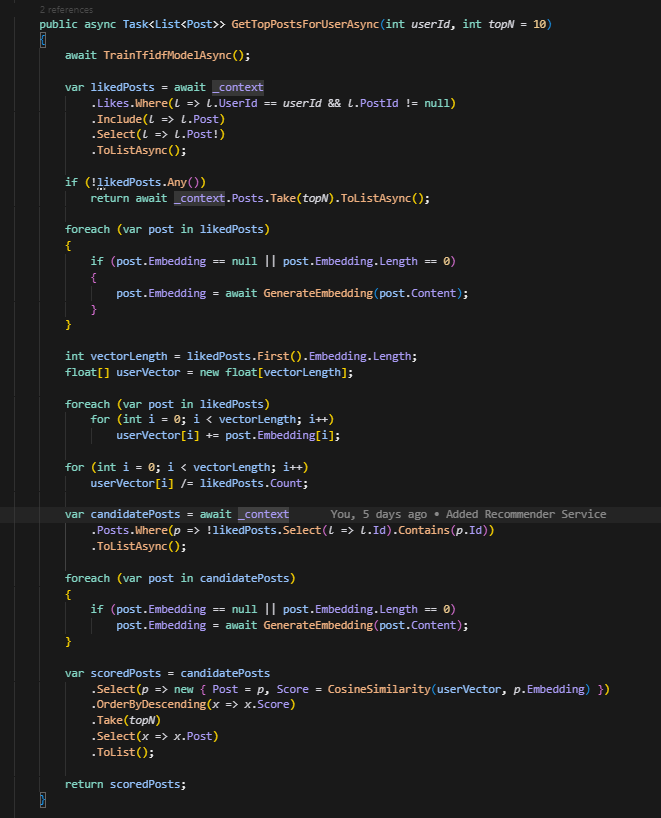 2 references
public async Task<List<Post>> GetTopPostsForUserAsync(int userId, int topN = 10)
{
    await TrainTfidfModelAsync();

    var likedPosts = await _context
        .Likes.Where(l => l.UserId == userId && l.PostId != null)
        .Include(l => l.Post)
        .Select(l => l.Post!)
        .ToListAsync();

    if (!likedPosts.Any())
        return await _context.Posts.Take(topN).ToListAsync();

    foreach (var post in likedPosts)
    {
        if (post.Embedding == null || post.Embedding.Length == 0)
        {
            post.Embedding = await GenerateEmbedding(post.Content);
        }
    }

    int vectorLength = likedPosts.First().Embedding.Length;
    float[] userVector = new float[vectorLength];

    foreach (var post in likedPosts)
        for (int i = 0; i < vectorLength; i++)
            userVector[i] += post.Embedding[i];

    for (int i = 0; i < vectorLength; i++)
        userVector[i] /= likedPosts.Count;

    var candidatePosts = await _context You, 5 days ago • Added Recommender Service
        .Posts.Where(p => !likedPosts.Select(l => l.Id).Contains(p.Id))
        .ToListAsync();

    foreach (var post in candidatePosts)
    {
        if (post.Embedding == null || post.Embedding.Length == 0)
            post.Embedding = await GenerateEmbedding(post.Content);
    }

    var scoredPosts = candidatePosts
        .Select(p => new { Post = p, Score = CosineSimilarity(userVector, p.Embedding) })
        .OrderByDescending(x => x.Score)
        .Take(topN)
        .Select(x => x.Post)
        .ToList();

    return scoredPosts;
}